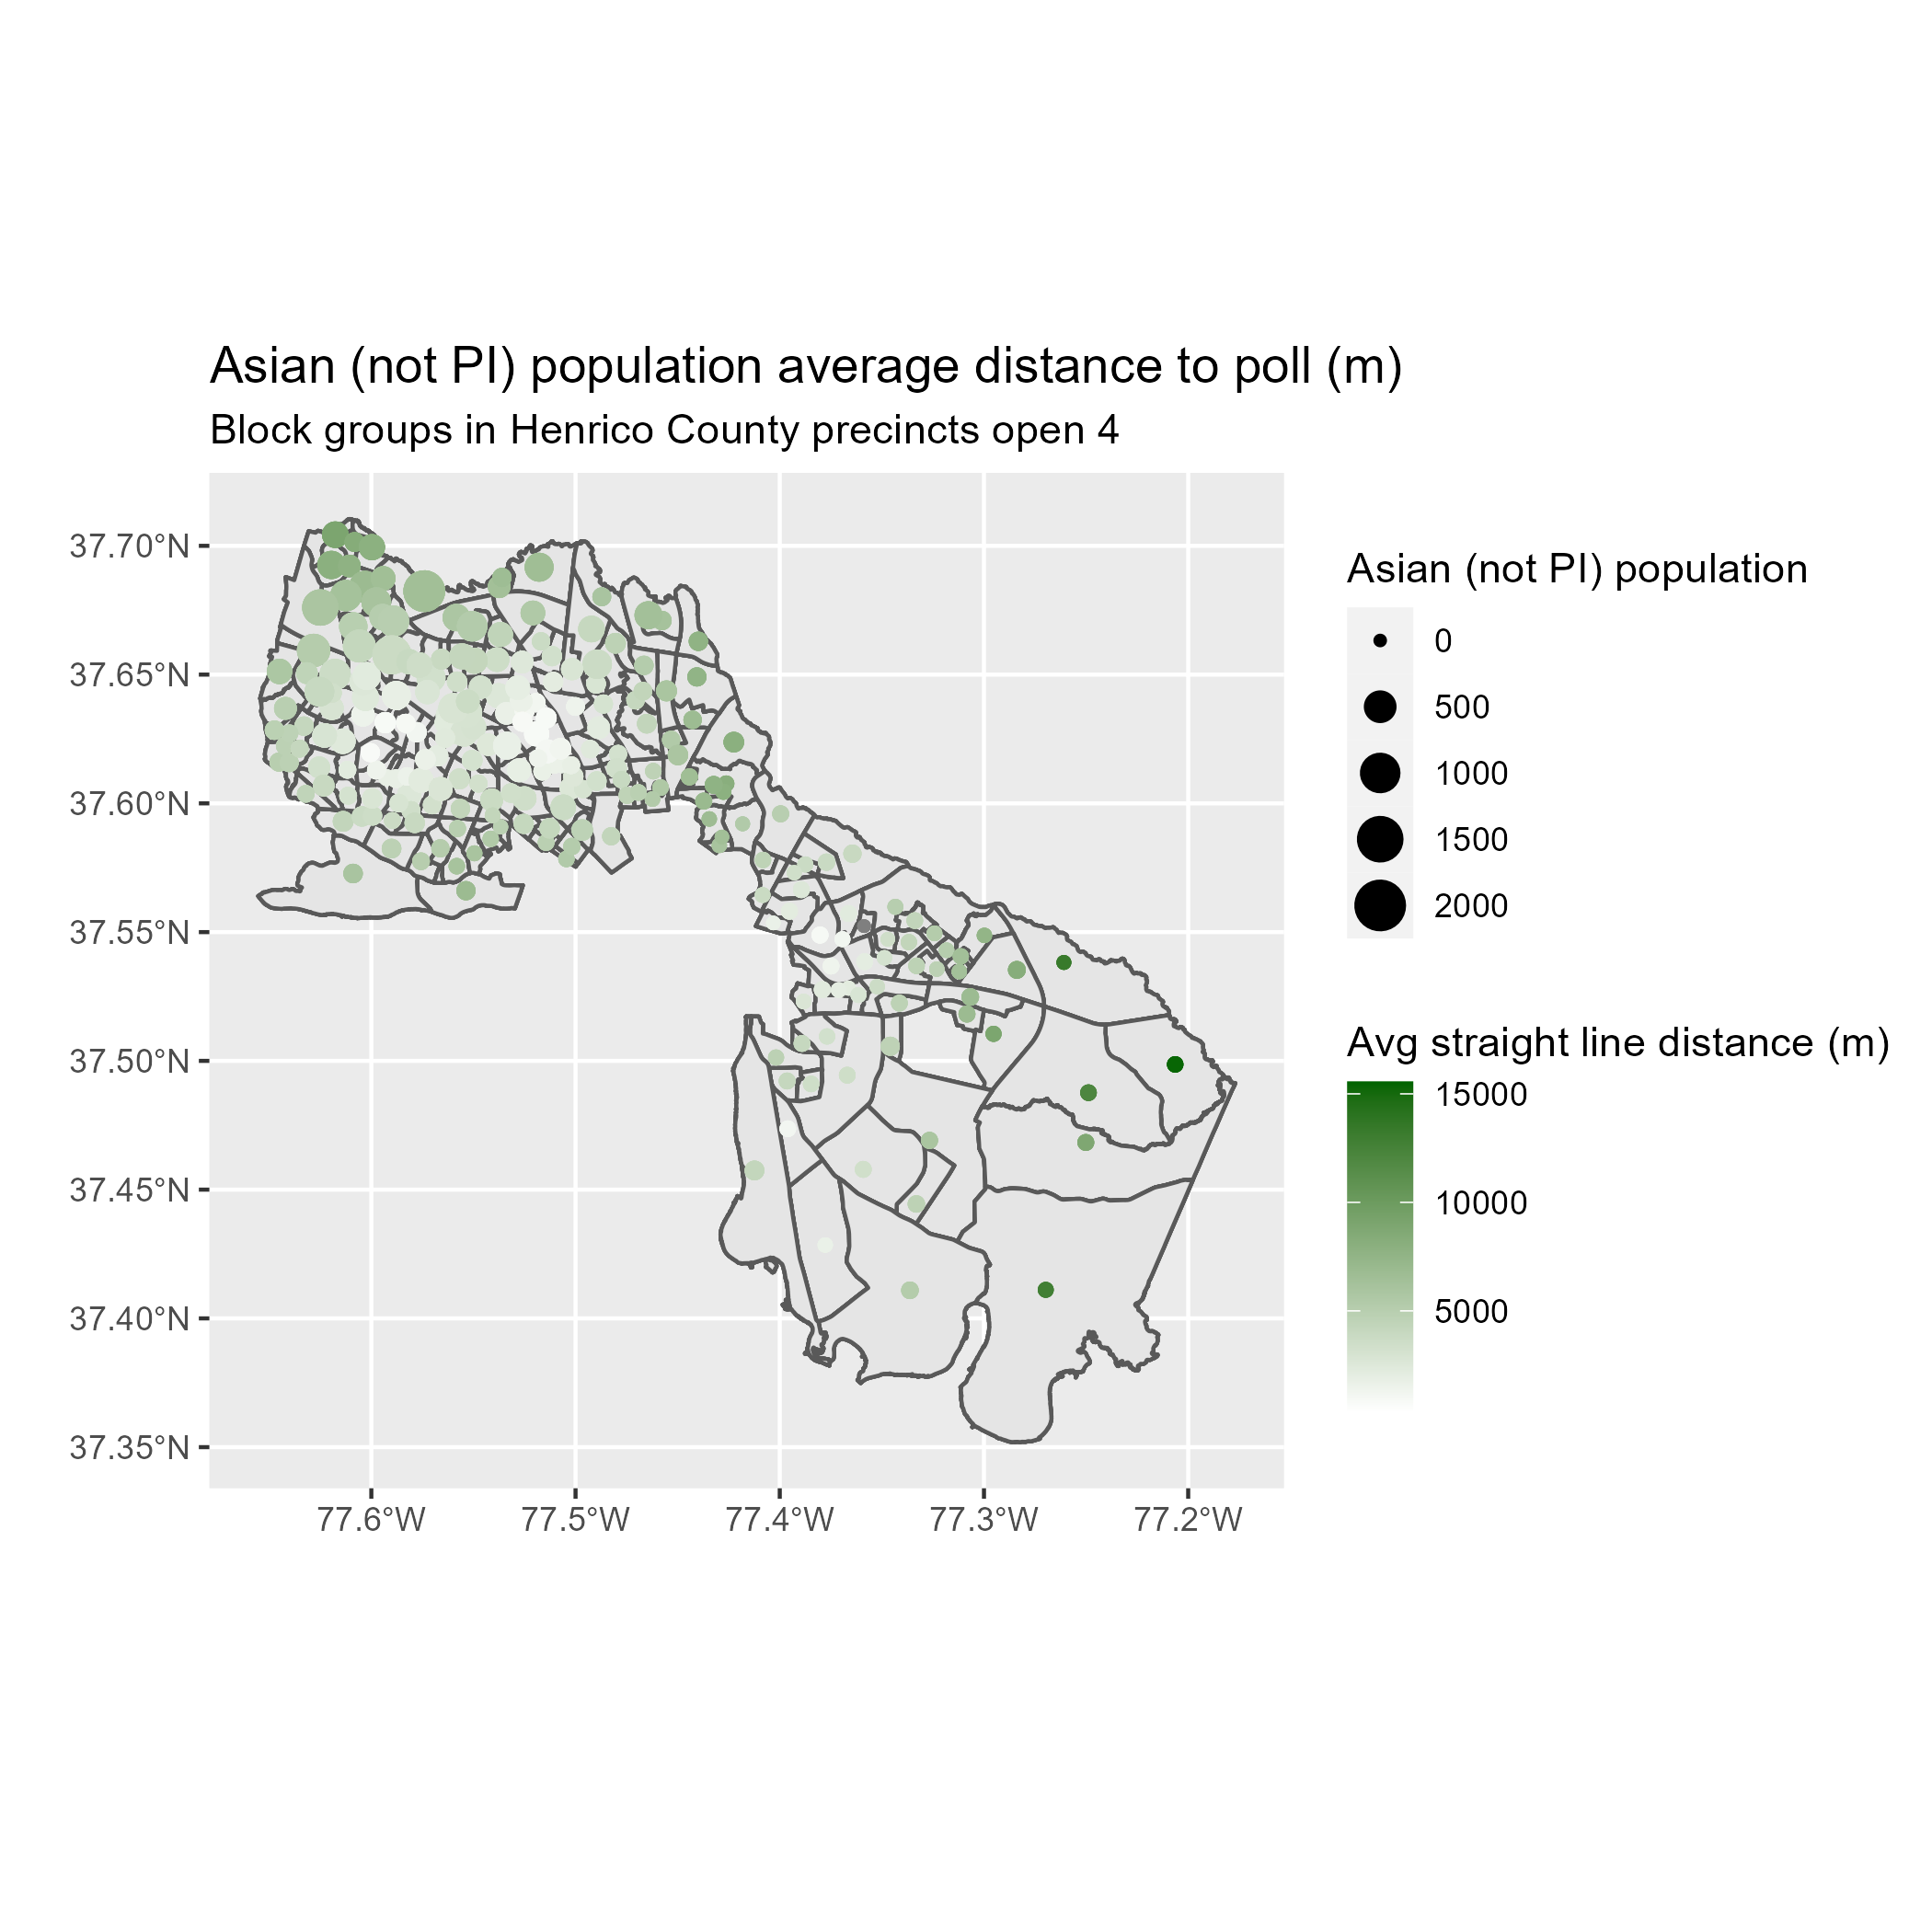 Asian (not PI) population average distance to poll (m)
Block groups in Henrico County precincts open 4
37.70°N
37.65°N
37.60°N
37.55°N
37.50°N
37.45°N
37.40°N
37.35°N
77.6°W
77.5°W
77.4°W
77.3°W
77.2°W
Asian (not PI) population
0
500
1000
1500
2000
Avg straight line distance (m)
15000
10000
5000